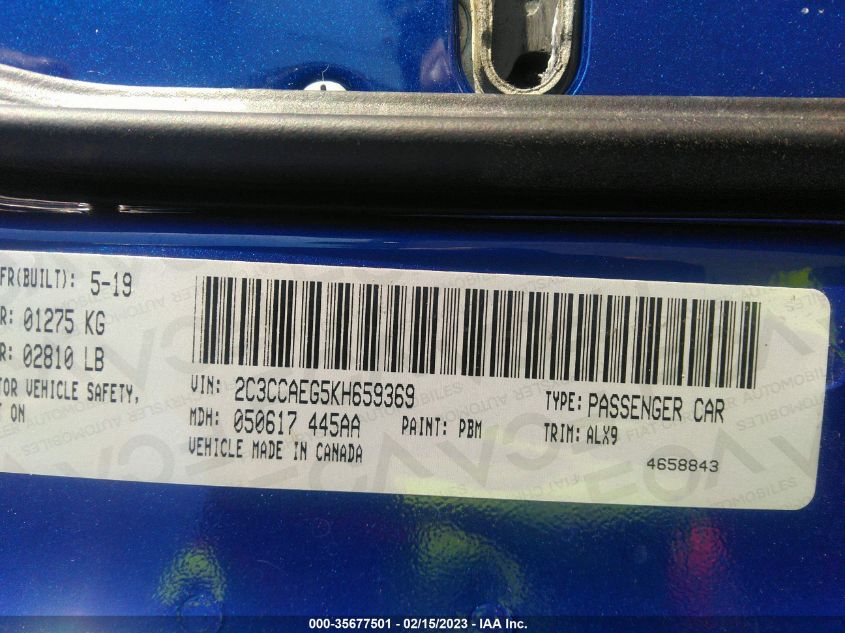 FR(BUILT): 5-19
R: 01275 KG
R: 02810 LB
TOR VEHICLE SAFETY,
T ON
VIN: 2C3CCAEG5KH659369
TYPE: PASSENGER CAR
MDH: 050617 445AA
PAINT: PBM
TRIM: ALX9
VEHICLE MADE IN CANADA
4658843
000-35677501 - 02/15/2023 - IAA Inc.